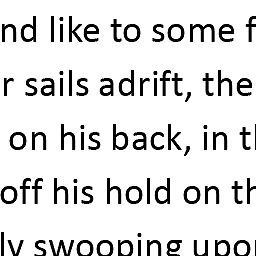 nd like to some f
r sails adrift, the
on his back, in t
off his hold on th
ly swooping upo